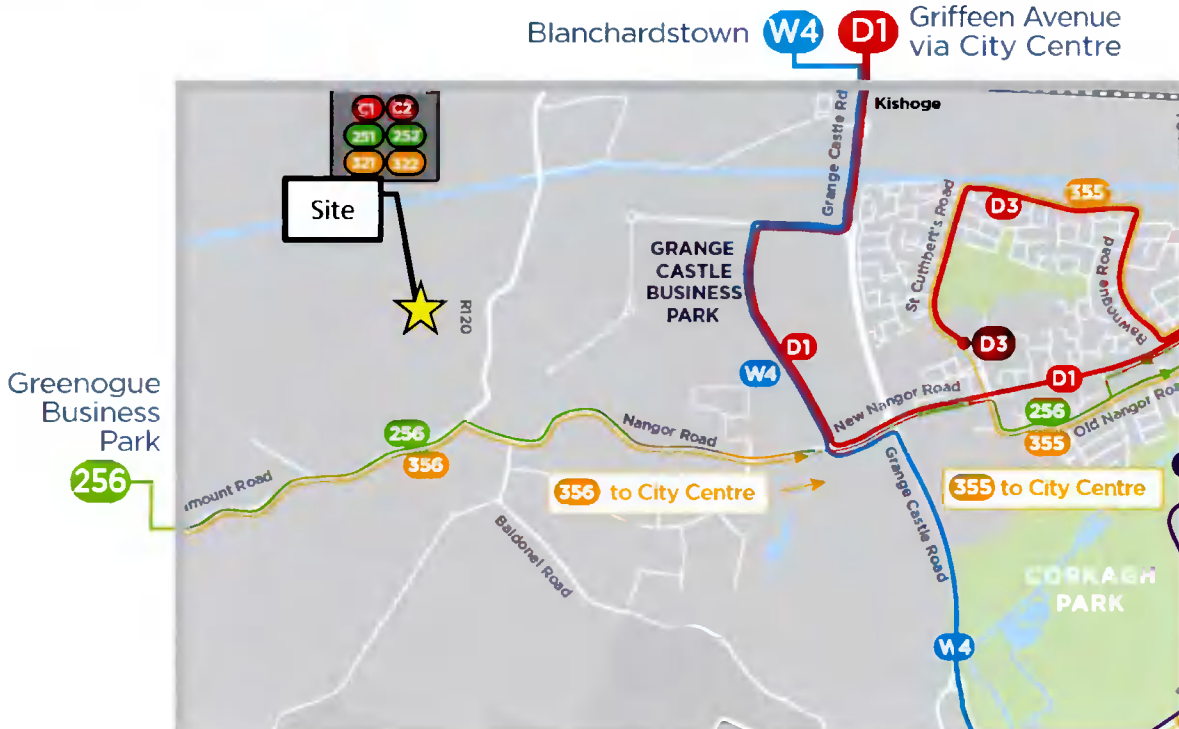 Blanchardstown W4 D1 Griffeen Avenue
via City Centre
C1 C2
251 252
321 322
Site
Kishoge
Grange Castle Rd
R120
GRANGE
CASTLE
BUSINESS
PARK
D1
W4
St Cuthbert's Road
D3
355
D3
Greenogue
Business
Park
256
256
356
mount Road
Nangor Road
New Nangor Road
D1
256
355
Old Nangor
356 to City Centre
355 to City Centre
Baldonel Road
Grange Castle Road
CORKAGH
PARK
W4